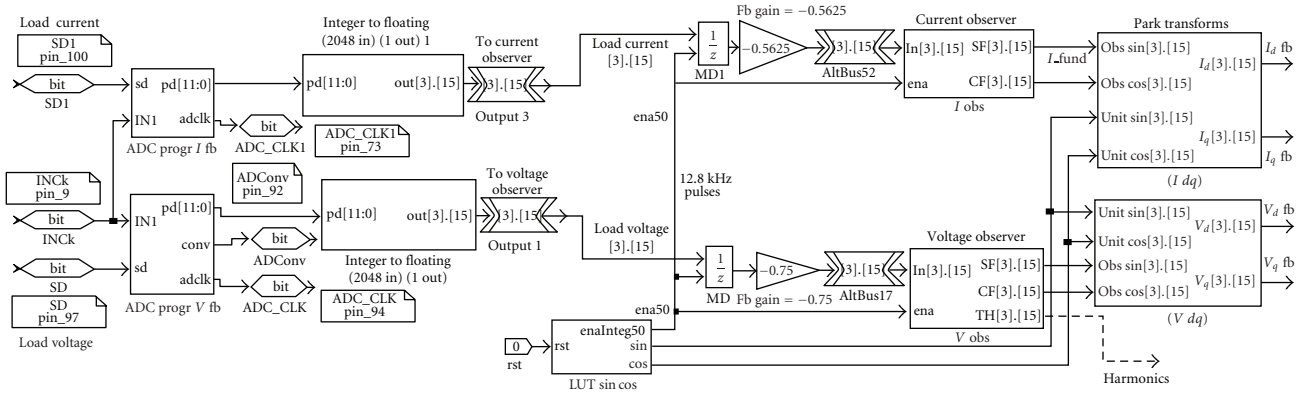 Load current
SD1
pin_100
bit
SD1
sd
pd[11:0]
IN1
adclk
ADC progr I fb
bit
ADC_CLK1
Integer to floating
(2048 in) (1 out) 1
pd[11:0]
out[3].[15]
ADC_CLK1
pin_73
To current
observer
[3].[15]
Output 3
Load current
[3].[15]
ena50
1
z
MD1
Fb gain = −0.5625
−0.5625
[3].[15]
AltBus52
Current observer
In[3].[15]
SF[3].[15]
ena
CF[3].[15]
I obs
I_fund
Park transforms
Obs sin[3].[15]
I_d[3].[15]
Obs cos[3].[15]
Unit sin[3].[15]
I_q[3].[15]
Unit cos[3].[15]
(I dq)
I_d fb
I_q fb
INCk
pin_9
bit
INCk
bit
SD
SD
pin_97
Load voltage
pd[11:0]
IN1
conv
sd
adclk
ADC progr V fb
ADConv
pin_92
bit
ADConv
bit
ADC_CLK
pd[11:0]
out[3].[15]
Integer to floating
(2048 in) (1 out)
ADC_CLK
pin_94
To voltage
observer
[3].[15]
Output 1
12.8 kHz
pulses
Load voltage
[3].[15]
ena50
1
z
MD
−0.75
Fb gain = −0.75
[3].[15]
AltBus17
Voltage observer
In[3].[15]
SF[3].[15]
CF[3].[15]
ena
TH[3].[15]
V obs
Harmonics
Unit sin[3].[15]
V_d[3].[15]
Unit cos[3].[15]
Obs sin[3].[15]
V_q[3].[15]
Obs cos[3].[15]
(V dq)
V_d fb
V_q fb
0
rst
rst
enaInteg50
sin
cos
LUT sin cos